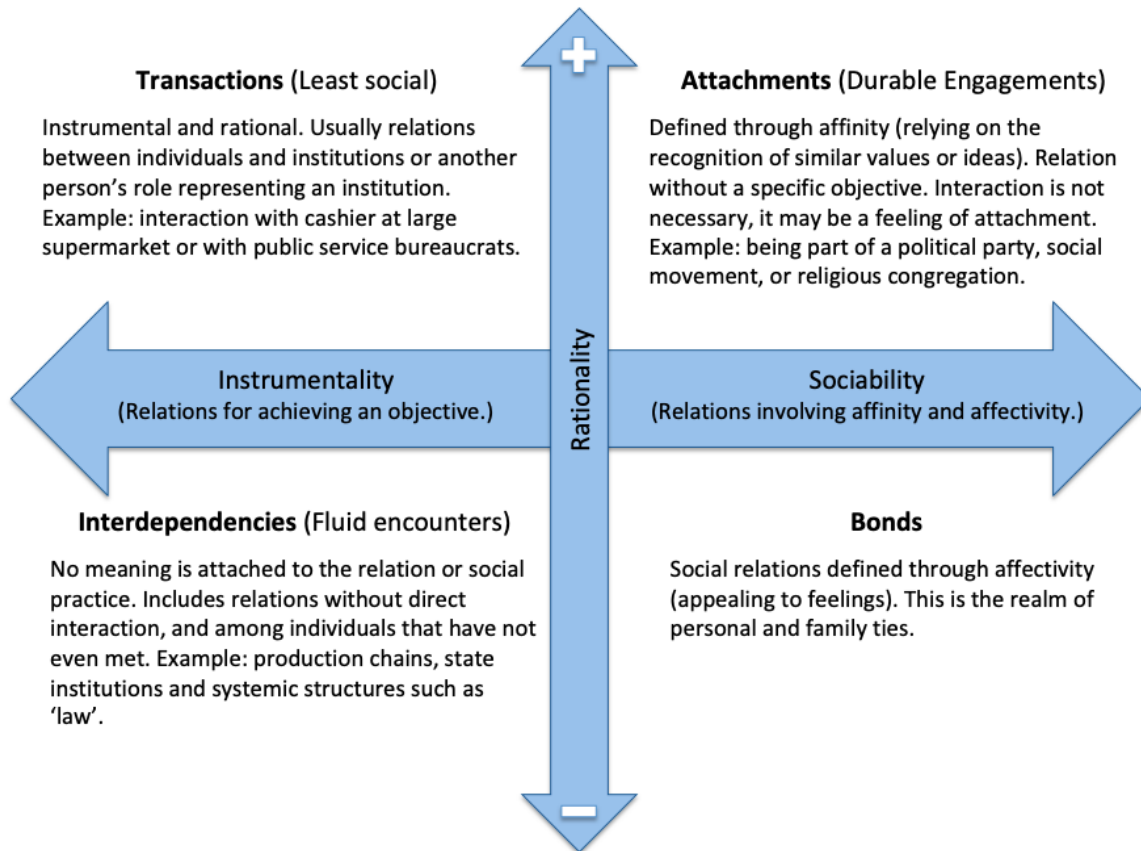 +
Transactions (Least social)
Instrumental and rational. Usually relations
between individuals and institutions or another
person's role representing an institution.
Example: interaction with cashier at large
supermarket or with public service bureaucrats.
Attachments (Durable Engagements)
Defined through affinity (relying on the
recognition of similar values or ideas). Relation
without a specific objective. Interaction is not
necessary, it may be a feeling of attachment.
Example: being part of a political party, social
movement, or religious congregation.
Instrumentality
(Relations for achieving an objective.)
Rationality
Sociability
(Relations involving affinity and affectivity.)
Interdependencies (Fluid encounters)
No meaning is attached to the relation or social
practice. Includes relations without direct
interaction, and among individuals that have not
even met. Example: production chains, state
institutions and systemic structures such as
‘law’.
Bonds
Social relations defined through affectivity
(appealing to feelings). This is the realm of
personal and family ties.
−